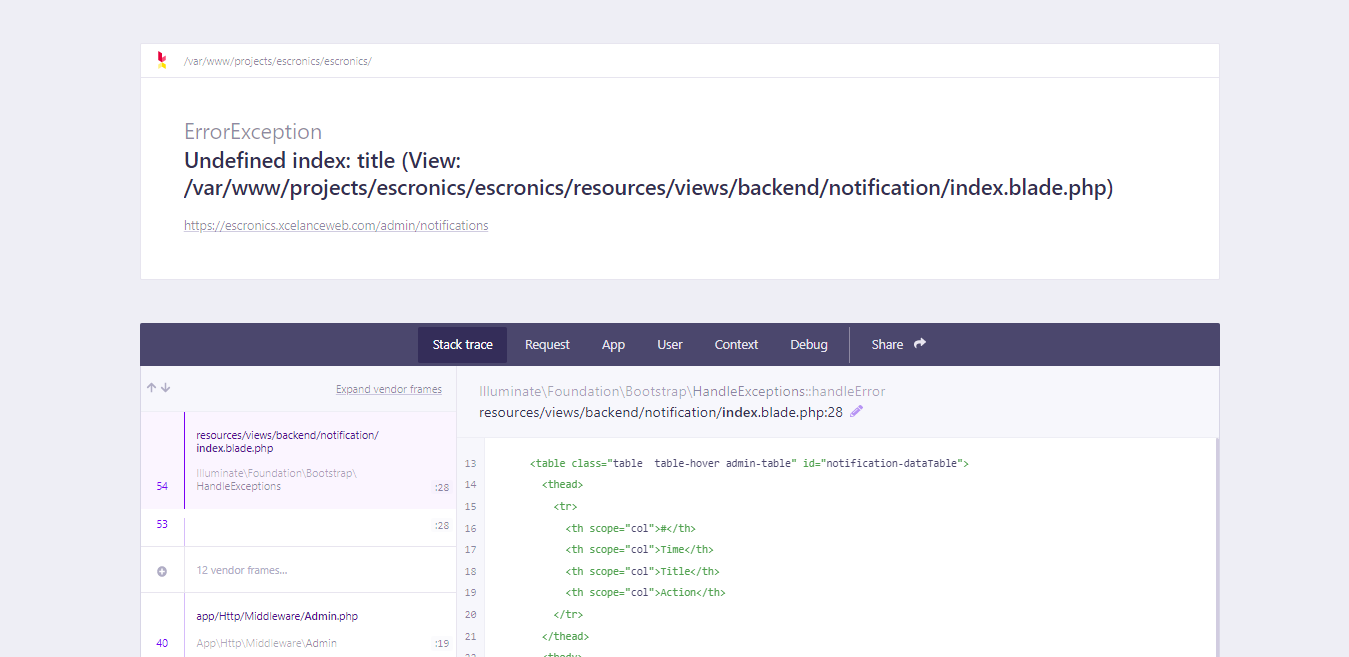 /var/www/projects/escronics/escronics/
ErrorException
Undefined index: title (View:
/var/www/projects/escronics/escronics/resources/views/backend/notification/index.blade.php)
https://escronics.xcelanceweb.com/admin/notifications
Stack trace Request App User Context Debug Share
Expand vendor frames
resources/views/backend/notification/
index.blade.php
Illuminate\Foundation\Bootstrap\
HandleExceptions
54 :28
53 :28
12 vendor frames...
app/Http/Middleware/Admin.php
40 App\Http\Middleware\Admin :19
Illuminate\Foundation\Bootstrap\HandleExceptions::handleError
resources/views/backend/notification/index.blade.php:28
13 <table class="table  table-hover admin-table" id="notification-dataTable">
14 <thead>
15 <tr>
16 <th scope="col">#</th>
17 <th scope="col">Time</th>
18 <th scope="col">Title</th>
19 <th scope="col">Action</th>
20 </tr>
21 </thead>
22 <tbody>